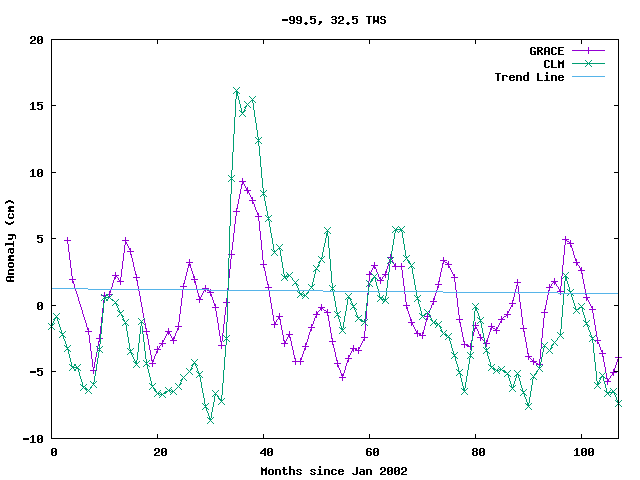 -99.5, 32.5 TWS
GRACE
CLM
Trend Line
20
15
10
5
0
-5
-10
Anomaly (cm)
0 20 40 60 80 100
Months since Jan 2002